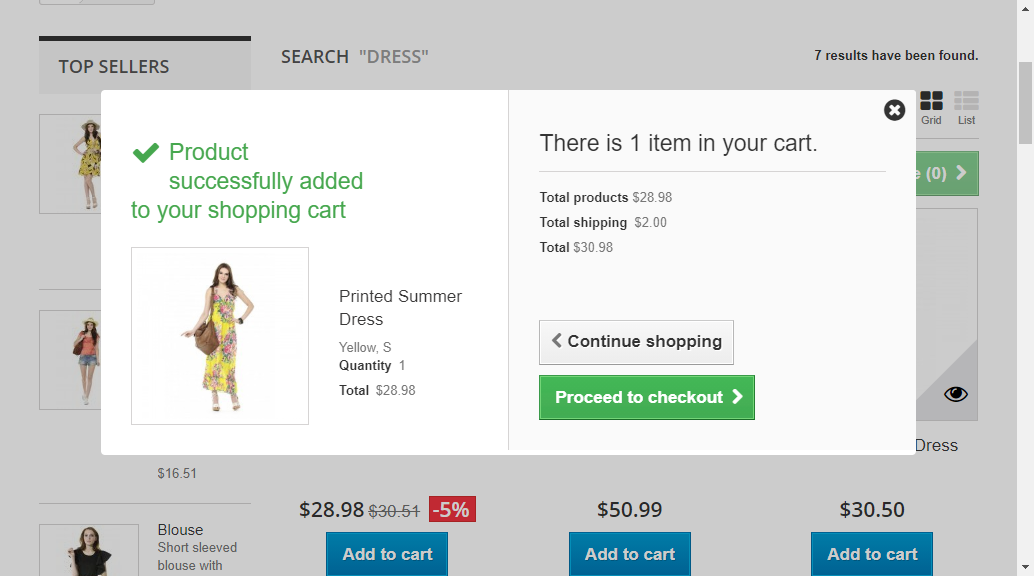 TOP SELLERS
SEARCH "DRESS"
7 results have been found.
Grid
List
Product
successfully added
to your shopping cart
Printed Summer
Dress
Yellow, S
Quantity 1
Total $28.98
There is 1 item in your cart.
Total products $28.98
Total shipping $2.00
Total $30.98
Continue shopping
Proceed to checkout
(0)
Dress
$16.51
$28.98 $30.51 -5%
$50.99
$30.50
Add to cart
Add to cart
Add to cart
Blouse
Short sleeved
blouse with